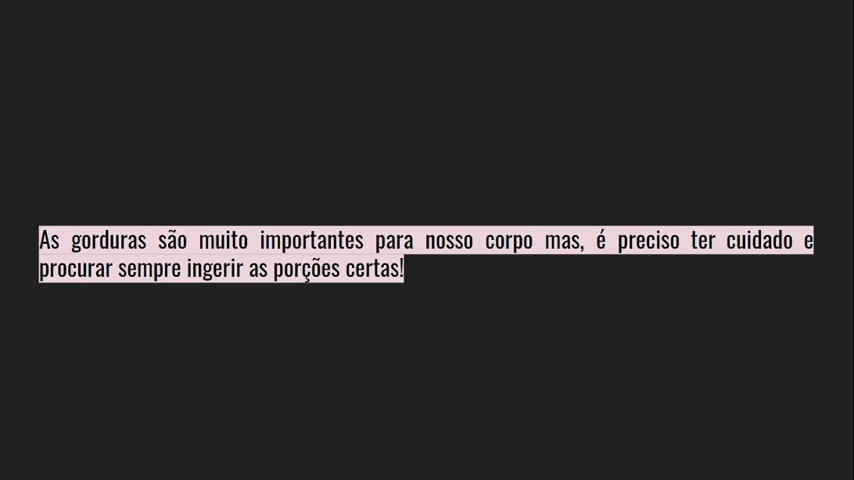 As gorduras são muito importantes para nosso corpo mas, é preciso ter cuidado e
procurar sempre ingerir as porções certas!